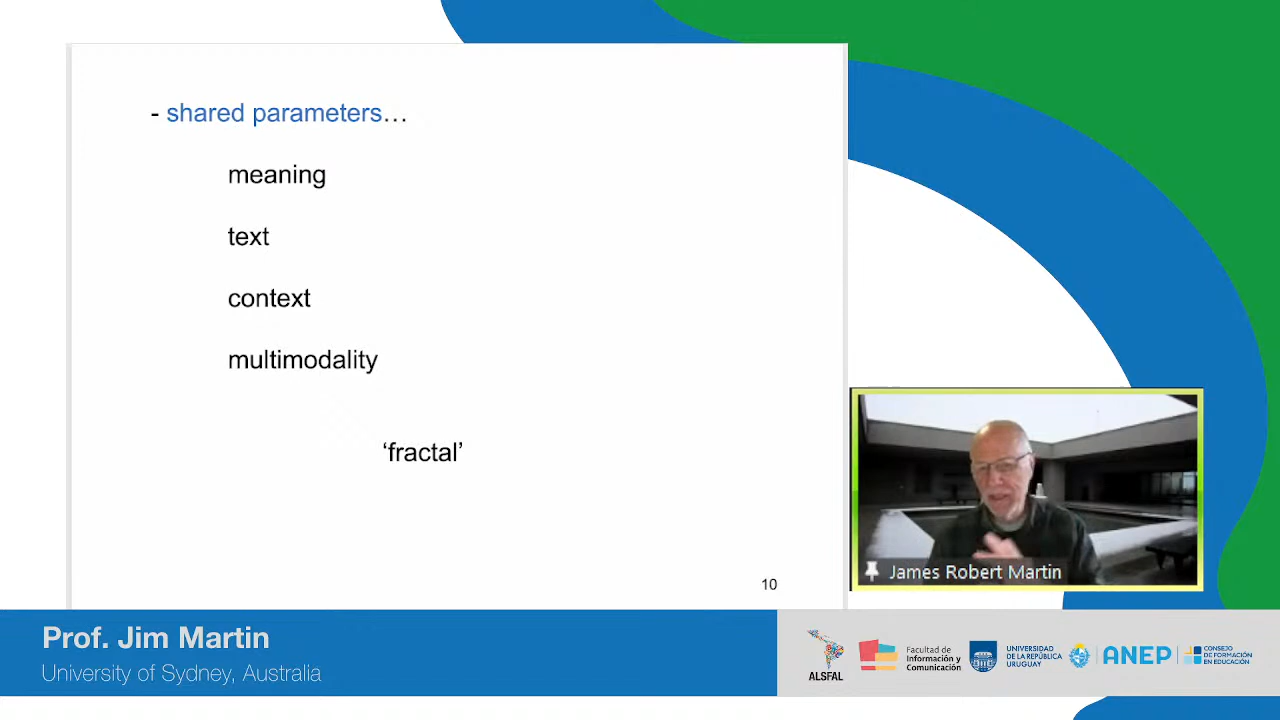 - shared parameters…
meaning
text
context
multimodality
‘fractal’
10
James Robert Martin
Prof. Jim Martin
University of Sydney, Australia
ALSFAL
Facultad de
Información y
Comunicación
UNIVERSIDAD
DE LA REPÚBLICA
URUGUAY
ANEP
CONSEJO
DE FORMACIÓN
EN EDUCACIÓN